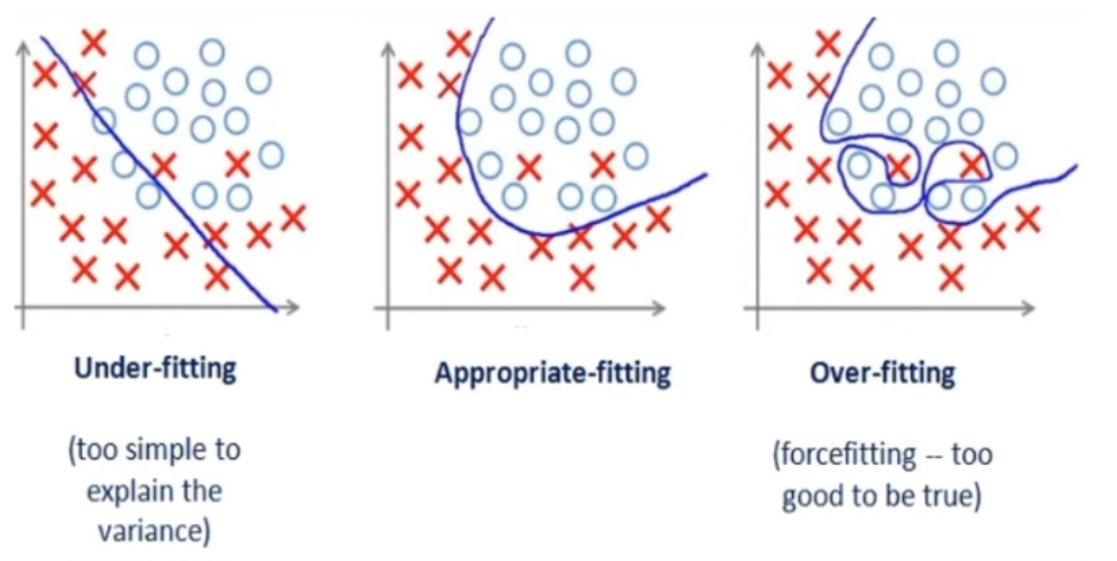 Under-fitting
Appropriate-fitting
Over-fitting
(too simple to
explain the
variance)
(forcefitting -- too
good to be true)